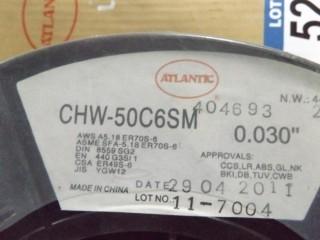 52
ATLANTIC
CHW-50C6SM
404693
N.W.: 44
0.030"
AWS A5.18 ER70S-6
ASME SFA-5.18 ER70S-6
DIN 8559 SG2
EN 440 G3Si1
CSA ER49S-6
JIS YGW12
APPROVALS:
CCS,LR,ABS,GL,NK
BKI,DB,TUV,CWB
MADE IN CHINA
DATE: 29 04 2011
LOT NO. 11-7004